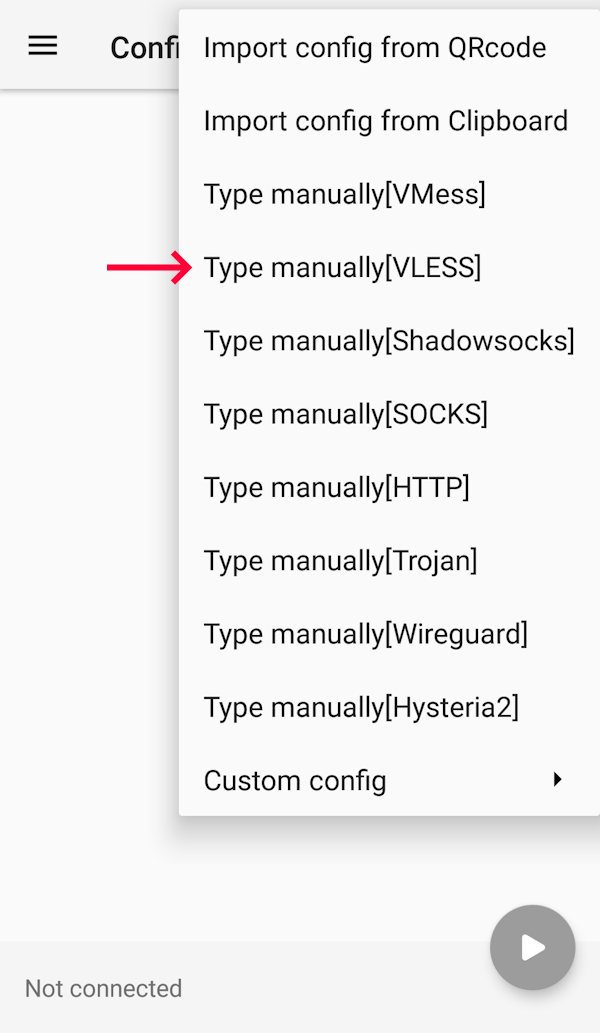 Confi
Import config from QRcode
Import config from Clipboard
Type manually[VMess]
Type manually[VLESS]
Type manually[Shadowsocks]
Type manually[SOCKS]
Type manually[HTTP]
Type manually[Trojan]
Type manually[Wireguard]
Type manually[Hysteria2]
Custom config
Not connected